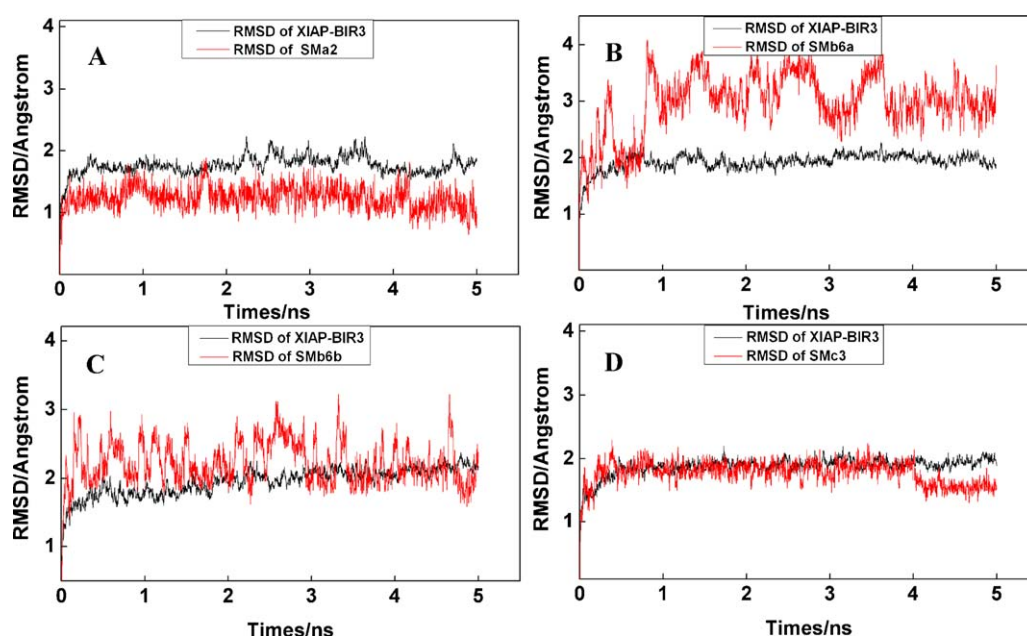 A
RMSD of XIAP-BIR3
RMSD of SMa2
RMSD/Angstrom
4
3
2
1
0 1 2 3 4 5
Times/ns
B
RMSD of XIAP-BIR3
RMSD of SMb6a
RMSD/Angstrom
4
3
2
1
0 1 2 3 4 5
Times/ns
C
RMSD of XIAP-BIR3
RMSD of SMb6b
RMSD/Angstrom
4
3
2
1
0 1 2 3 4 5
Times/ns
D
RMSD of XIAP-BIR3
RMSD of SMc3
RMSD/Angstrom
4
3
2
1
0 1 2 3 4 5
Times/ns